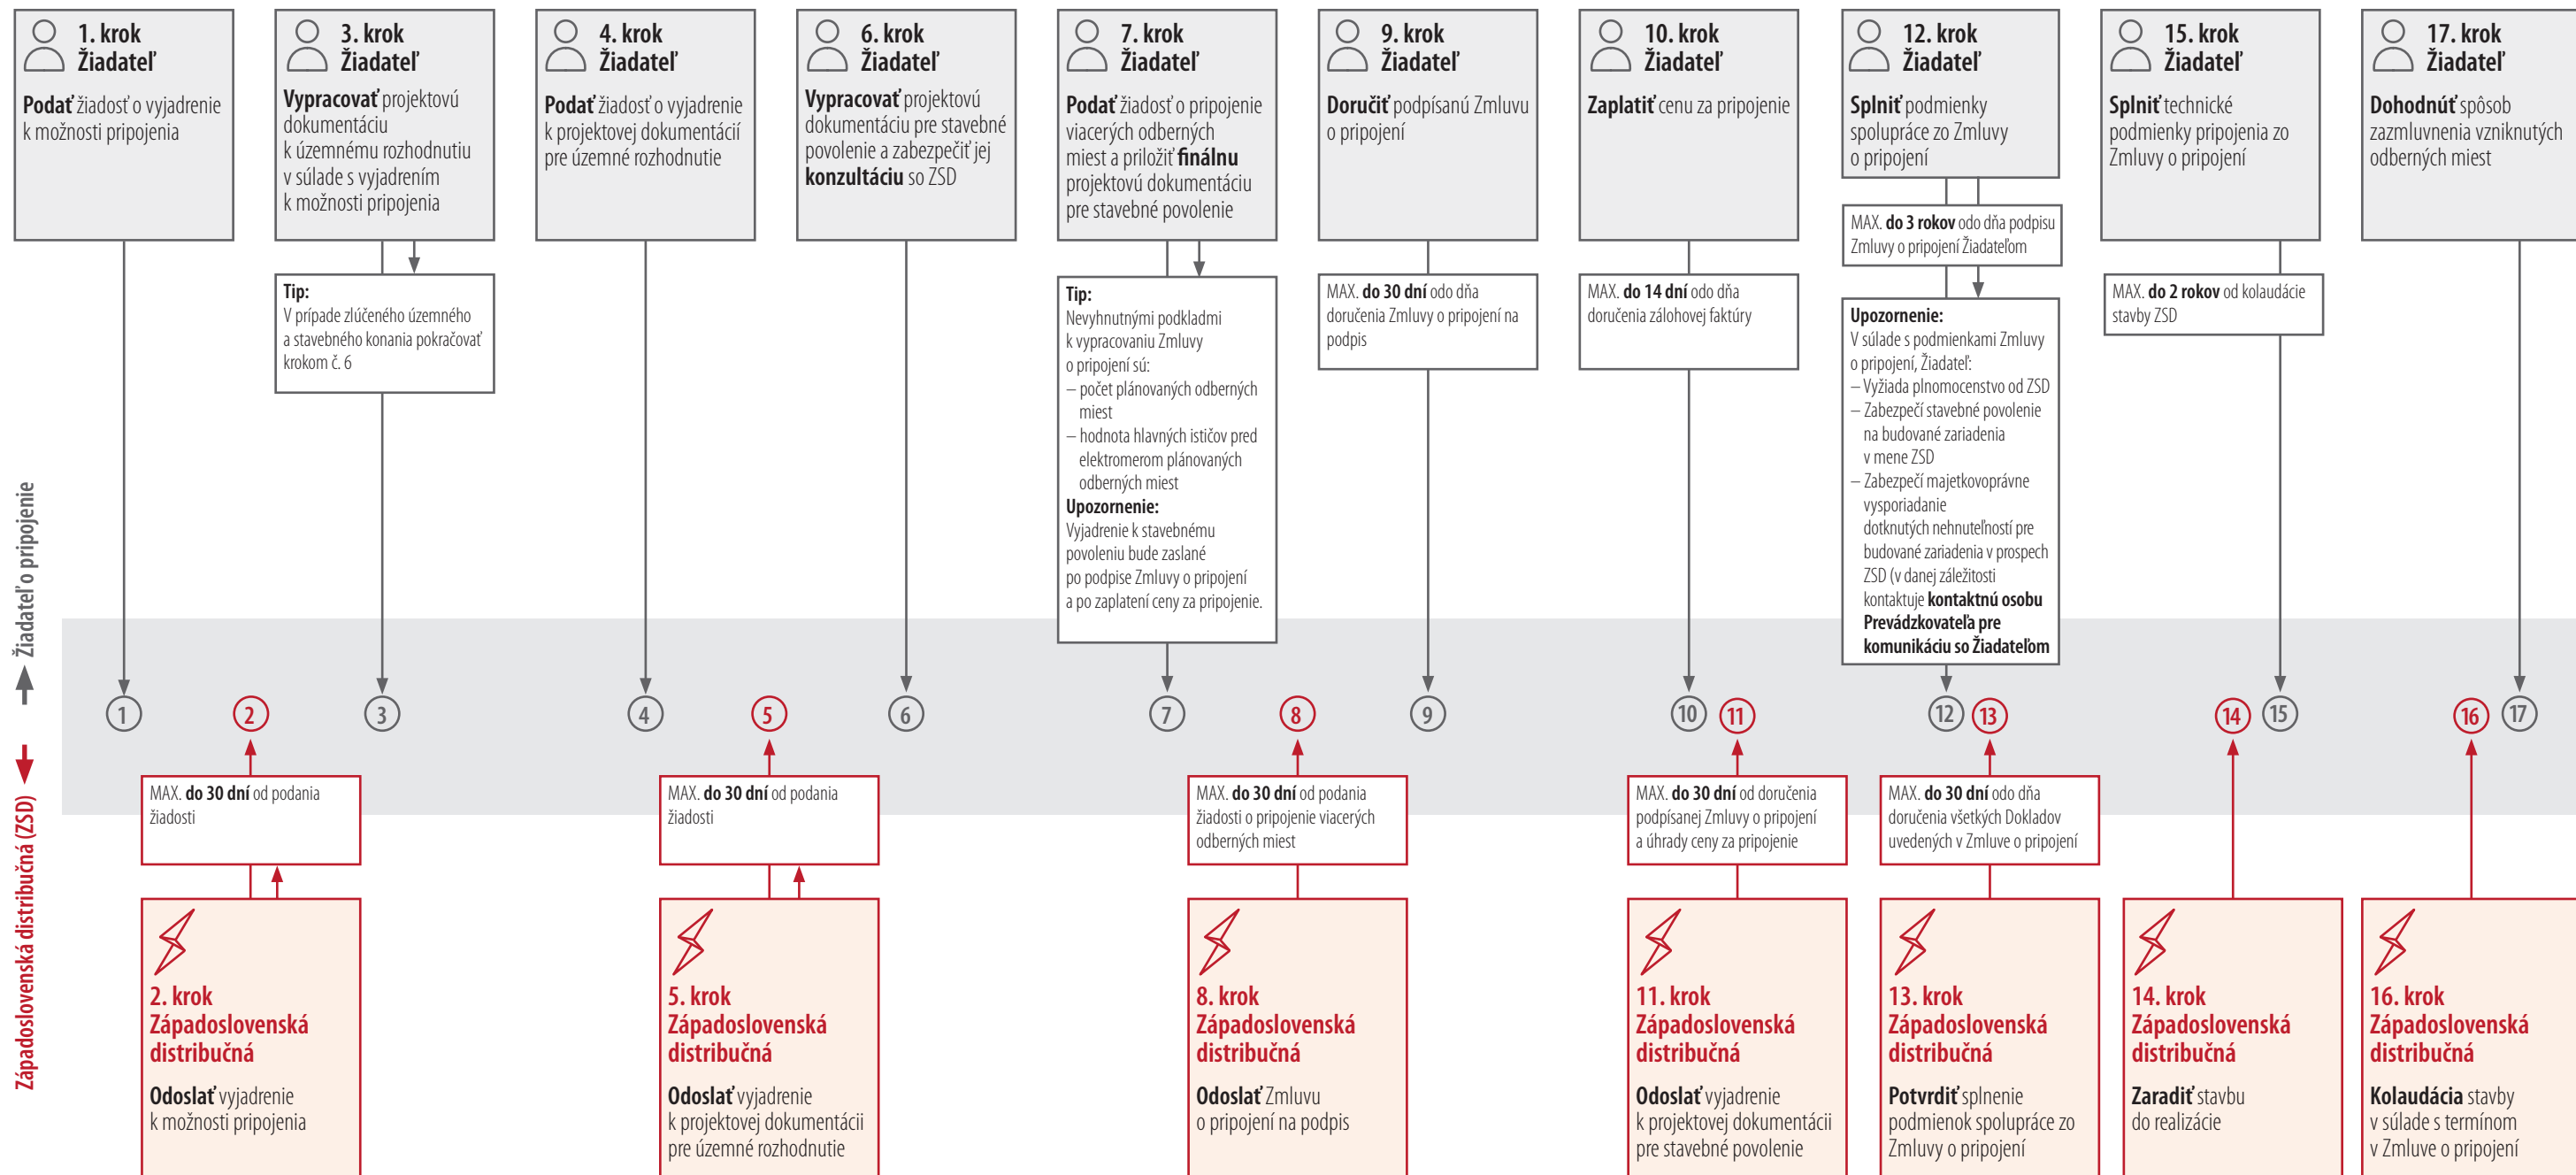 1. krok
Žiadateľ
Podať žiadosť o vyjadrenie
k možnosti pripojenia
3. krok
Žiadateľ
Vypracovať projektovú
dokumentáciu
k územnému rozhodnutiu
v súlade s vyjadrením
k možnosti pripojenia
Tip:
V prípade zlúčeného územného
a stavebného konania pokračovať
krokom č. 6
4. krok
Žiadateľ
Podať žiadosť o vyjadrenie
k projektovej dokumentácií
pre územné rozhodnutie
6. krok
Žiadateľ
Vypracovať projektovú
dokumentáciu pre stavebné
povolenie a zabezpečiť jej
konzultáciu so ZSD
7. krok
Žiadateľ
Podať žiadosť o pripojenie
viacerých odberných
miest a priložiť finálnu
projektovú dokumentáciu
pre stavebné povolenie
Tip:
Nevyhnutnými podkladmi
k vypracovaniu Zmluvy
o pripojení sú:
– počet plánovaných odberných
miest
– hodnota hlavných ističov pred
elektromerom plánovaných
odberných miest
Upozornenie:
Vyjadrenie k stavebnému
povoleniu bude zaslané
po podpise Zmluvy o pripojení
a po zaplatení ceny za pripojenie.
9. krok
Žiadateľ
Doručiť podpísanú Zmluvu
o pripojení
MAX. do 30 dní odo dňa
doručenia Zmluvy o pripojení na
podpis
10. krok
Žiadateľ
Zaplatiť cenu za pripojenie
MAX. do 14 dní odo dňa
doručenia zálohovej faktúry
12. krok
Žiadateľ
Splniť podmienky
spolupráce zo Zmluvy
o pripojení
MAX. do 3 rokov odo dňa podpisu
Zmluvy o pripojení Žiadateľom
Upozornenie:
V súlade s podmienkami Zmluvy
o pripojení, Žiadateľ:
– Vyžiada plnomocenstvo od ZSD
– Zabezpečí stavebné povolenie
na budované zariadenia
v mene ZSD
– Zabezpečí majetkovoprávne
vysporiadanie
dotknutých nehnuteľností pre
budované zariadenia v prospech
ZSD (v danej záležitosti
kontaktuje kontaktnú osobu
Prevádzkovateľa pre
komunikáciu so Žiadateľom
15. krok
Žiadateľ
Splniť technické
podmienky pripojenia zo
Zmluvy o pripojení
MAX. do 2 rokov od kolaudácie
stavby ZSD
17. krok
Žiadateľ
Dohodnúť spôsob
zazmluvnenia vzniknutých
odberných miest
Žiadateľ o pripojenie
Západoslovenská distribučná (ZSD)
1
2
3
4
5
6
7
8
9
10
11
12
13
14
15
16
17
MAX. do 30 dní od podania
žiadosti
2. krok
Západoslovenská
distribučná
Odoslať vyjadrenie
k možnosti pripojenia
MAX. do 30 dní od podania
žiadosti
5. krok
Západoslovenská
distribučná
Odoslať vyjadrenie
k projektovej dokumentácii
pre územné rozhodnutie
MAX. do 30 dní od podania
žiadosti o pripojenie viacerých
odberných miest
8. krok
Západoslovenská
distribučná
Odoslať Zmluvu
o pripojení na podpis
MAX. do 30 dní od doručenia
podpísanej Zmluvy o pripojení
a úhrady ceny za pripojenie
11. krok
Západoslovenská
distribučná
Odoslať vyjadrenie
k projektovej dokumentácii
pre stavebné povolenie
MAX. do 30 dní odo dňa
doručenia všetkých Dokladov
uvedených v Zmluve o pripojení
13. krok
Západoslovenská
distribučná
Potvrdiť splnenie
podmienok spolupráce zo
Zmluvy o pripojení
14. krok
Západoslovenská
distribučná
Zaradiť stavbu
do realizácie
16. krok
Západoslovenská
distribučná
Kolaudácia stavby
v súlade s termínom
v Zmluve o pripojení